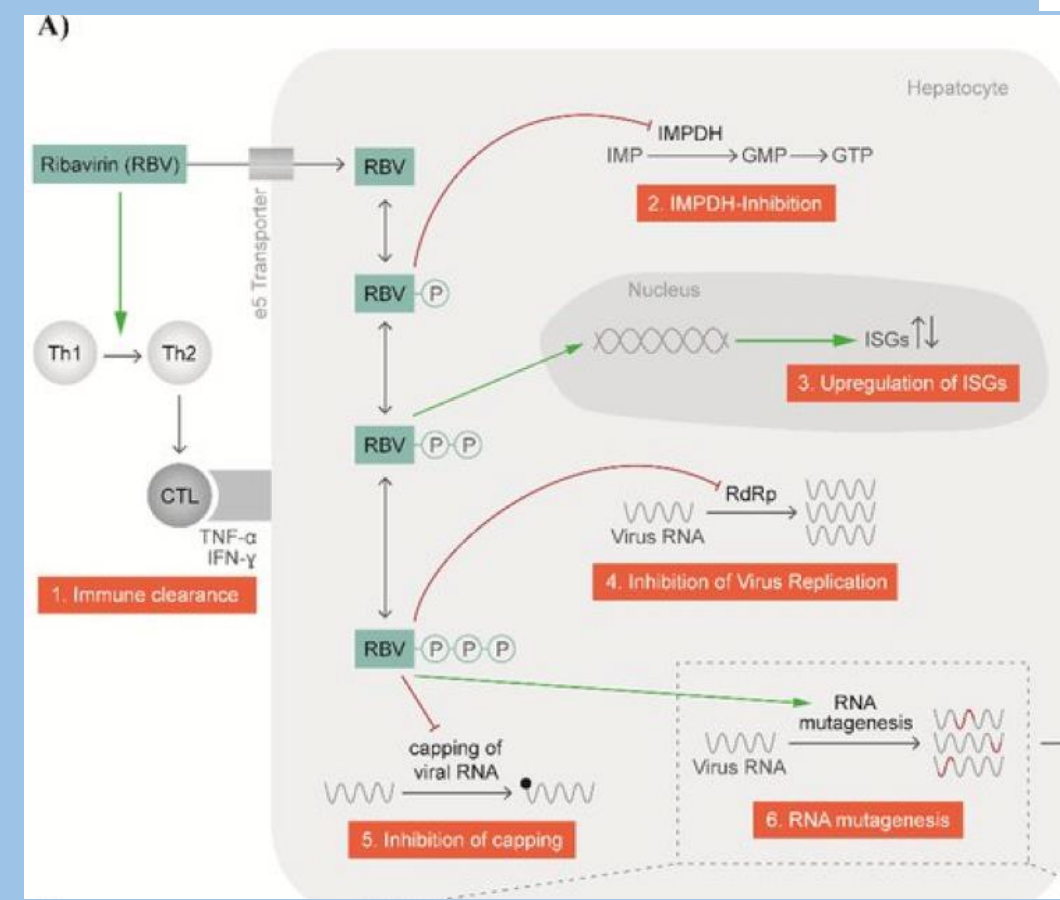 A)
Hepatocyte
Ribavirin (RBV)
e5 Transporter
RBV
IMPDH
IMP
GMP
GTP
2. IMPDH-Inhibition
RBV P
Nucleus
Th1
Th2
ISGs
3. Upregulation of ISGs
RBV P P
CTL
TNF-α
IFN-γ
1. Immune clearance
RdRp
Virus RNA
4. Inhibition of Virus Replication
RBV P P P
capping of
viral RNA
5. Inhibition of capping
RNA
mutagenesis
Virus RNA
6. RNA mutagenesis